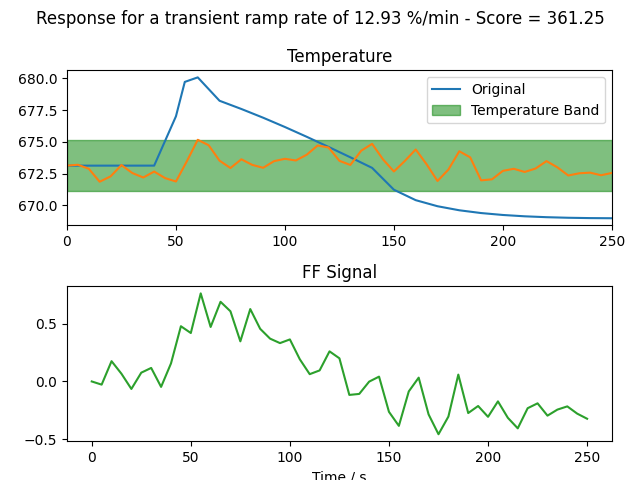 Response for a transient ramp rate of 12.93 %/min - Score = 361.25
Temperature
680.0
677.5
675.0
672.5
670.0
Original
Temperature Band
0 50 100 150 200 250
FF Signal
0.5
0.0
−0.5
0 50 100 150 200 250
Time / s